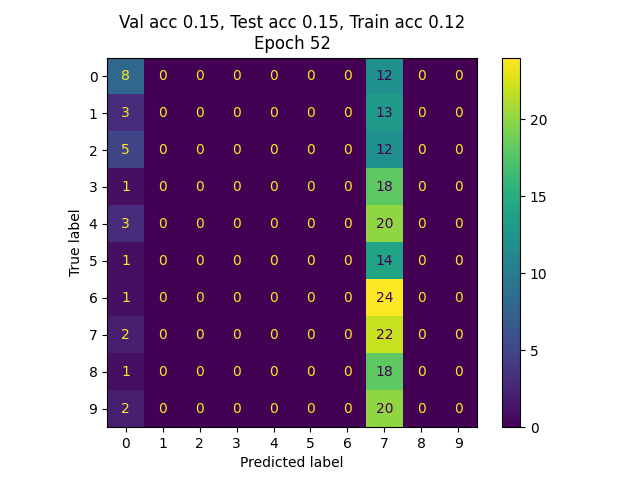 Val acc 0.15, Test acc 0.15, Train acc 0.12
Epoch 52
0 8 0 0 0 0 0 0 12 0 0
1 3 0 0 0 0 0 0 13 0 0
2 5 0 0 0 0 0 0 12 0 0
3 1 0 0 0 0 0 0 18 0 0
4 3 0 0 0 0 0 0 20 0 0
5 1 0 0 0 0 0 0 14 0 0
6 1 0 0 0 0 0 0 24 0 0
7 2 0 0 0 0 0 0 22 0 0
8 1 0 0 0 0 0 0 18 0 0
9 2 0 0 0 0 0 0 20 0 0
0 1 2 3 4 5 6 7 8 9
Predicted label
True label
20
15
10
5
0